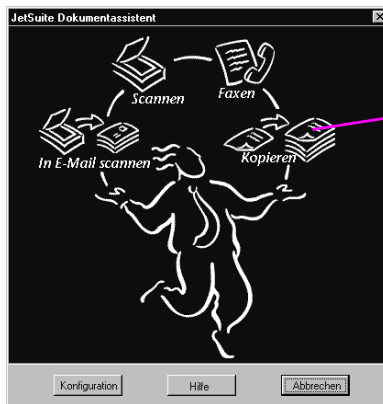 JetSuite Dokumentassistent
Scannen
Faxen
In E-Mail scannen
Kopieren
Konfiguration
Hilfe
Abbrechen